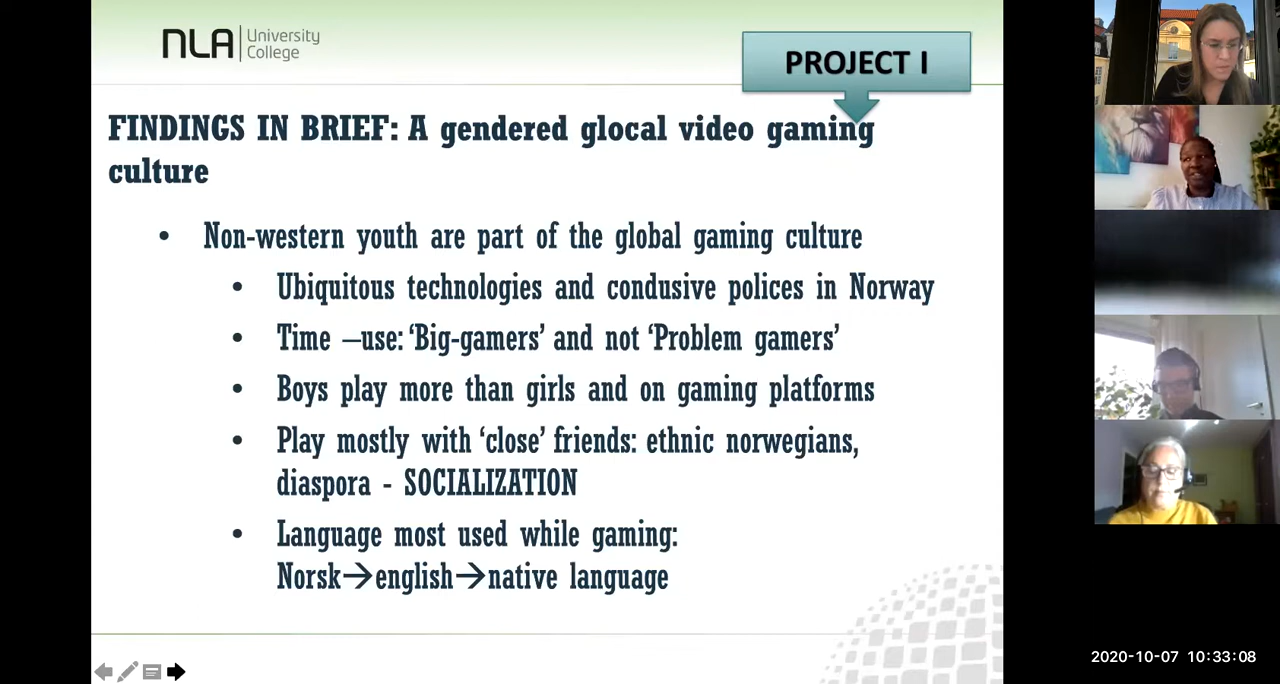 NLA University College
PROJECT I
FINDINGS IN BRIEF: A gendered glocal video gaming
culture
• Non-western youth are part of the global gaming culture
• Ubiquitous technologies and condusive polices in Norway
• Time –use: ‘Big-gamers’ and not ‘Problem gamers’
• Boys play more than girls and on gaming platforms
• Play mostly with ‘close’ friends: ethnic norwegians,
diaspora - SOCIALIZATION
• Language most used while gaming:
Norsk→english→native language
2020-10-07 10:33:08